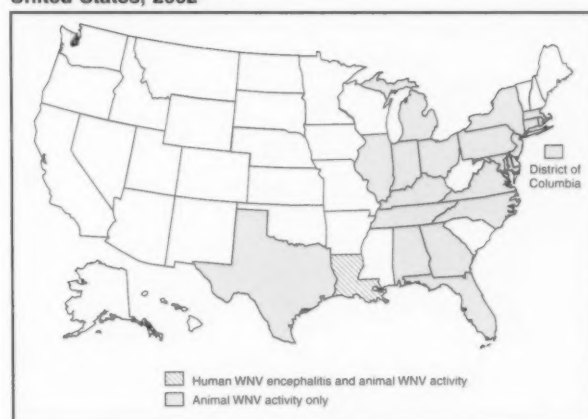 United States, 2002
District of
Columbia
Human WNV encephalitis and animal WNV activity
Animal WNV activity only